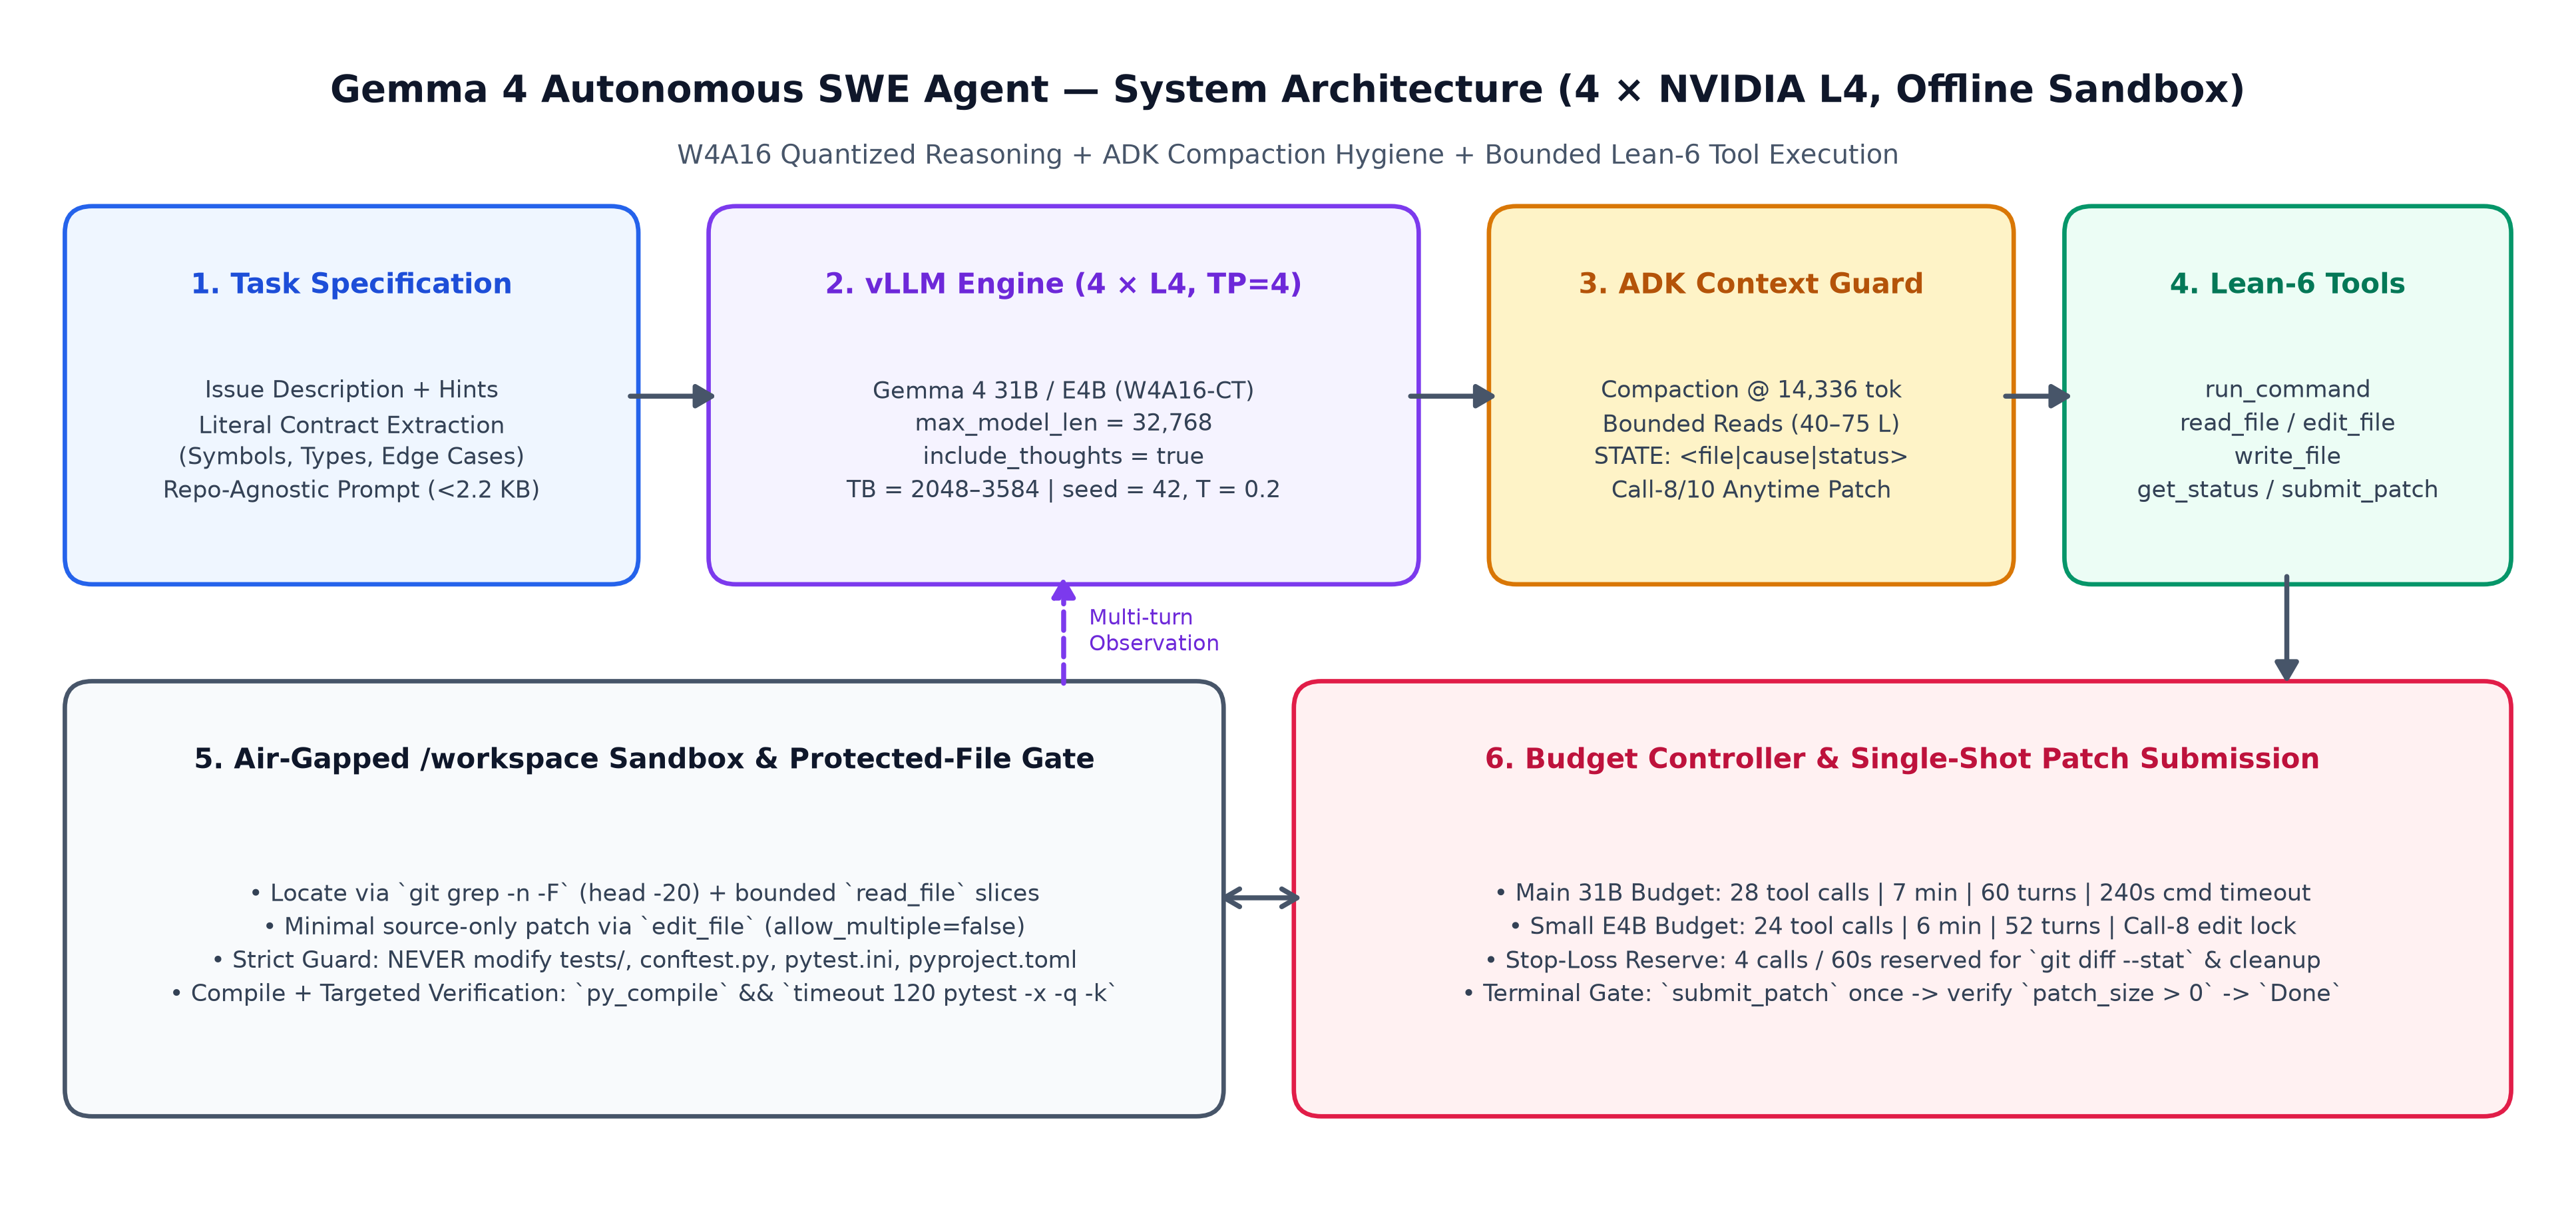 Gemma 4 Autonomous SWE Agent — System Architecture (4 × NVIDIA L4, Offline Sandbox)
W4A16 Quantized Reasoning + ADK Compaction Hygiene + Bounded Lean-6 Tool Execution
1. Task Specification
Issue Description + Hints
Literal Contract Extraction
(Symbols, Types, Edge Cases)
Repo-Agnostic Prompt (<2.2 KB)
2. vLLM Engine (4 × L4, TP=4)
Gemma 4 31B / E4B (W4A16-CT)
max_model_len = 32,768
include_thoughts = true
TB = 2048–3584 | seed = 42, T = 0.2
3. ADK Context Guard
Compaction @ 14,336 tok
Bounded Reads (40–75 L)
STATE: <file|cause|status>
Call-8/10 Anytime Patch
4. Lean-6 Tools
run_command
read_file / edit_file
write_file
get_status / submit_patch
Multi-turn
Observation
5. Air-Gapped /workspace Sandbox & Protected-File Gate
• Locate via `git grep -n -F` (head -20) + bounded `read_file` slices
• Minimal source-only patch via `edit_file` (allow_multiple=false)
• Strict Guard: NEVER modify tests/, conftest.py, pytest.ini, pyproject.toml
• Compile + Targeted Verification: `py_compile` && `timeout 120 pytest -x -q -k`
6. Budget Controller & Single-Shot Patch Submission
• Main 31B Budget: 28 tool calls | 7 min | 60 turns | 240s cmd timeout
• Small E4B Budget: 24 tool calls | 6 min | 52 turns | Call-8 edit lock
• Stop-Loss Reserve: 4 calls / 60s reserved for `git diff --stat` & cleanup
• Terminal Gate: `submit_patch` once -> verify `patch_size > 0` -> `Done`